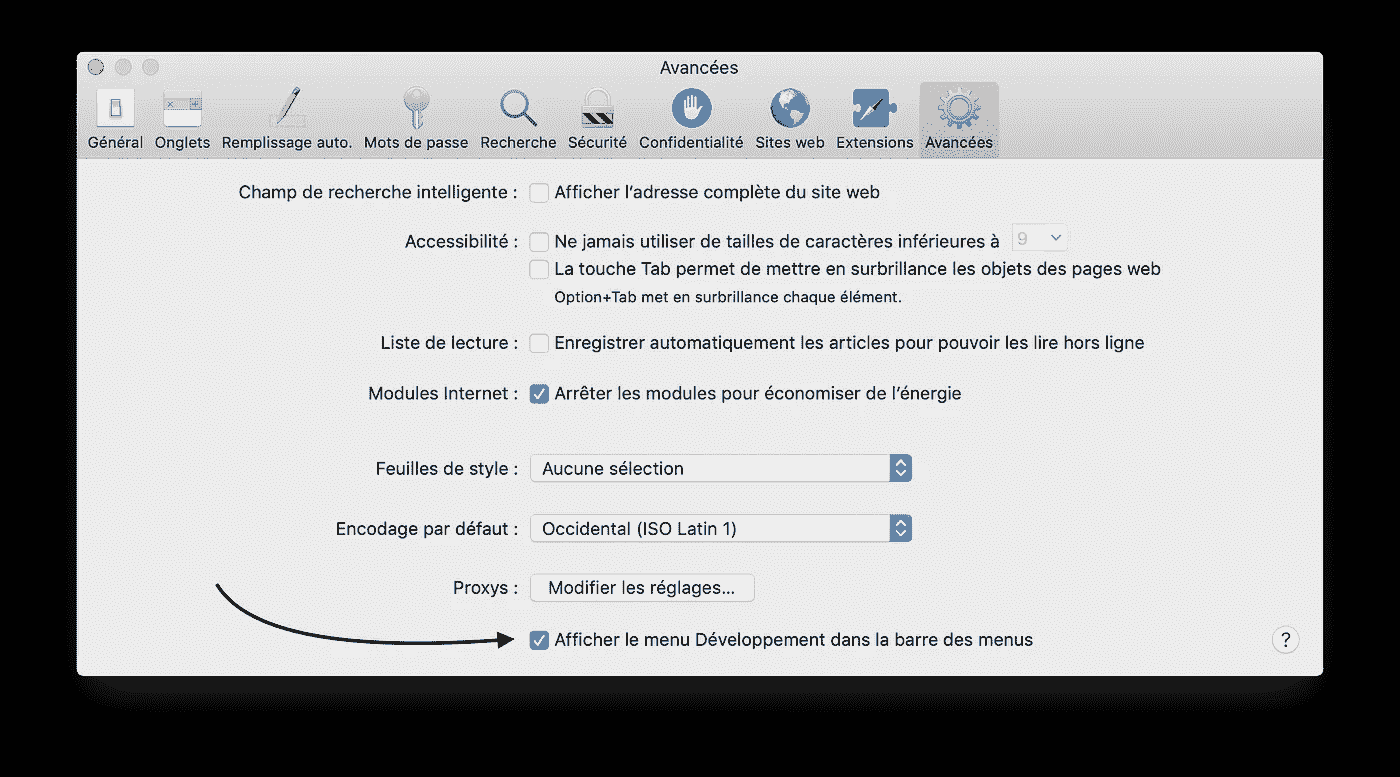 Avancées
Général Onglets Remplissage auto. Mots de passe Recherche Sécurité Confidentialité Sites web Extensions Avancées
Champ de recherche intelligente : Afficher l’adresse complète du site web
Accessibilité : Ne jamais utiliser de tailles de caractères inférieures à 9
La touche Tab permet de mettre en surbrillance les objets des pages web
Option+Tab met en surbrillance chaque élément.
Liste de lecture : Enregistrer automatiquement les articles pour pouvoir les lire hors ligne
Modules Internet : Arrêter les modules pour économiser de l’énergie
Feuilles de style : Aucune sélection
Encodage par défaut : Occidental (ISO Latin 1)
Proxys : Modifier les réglages...
Afficher le menu Développement dans la barre des menus ?